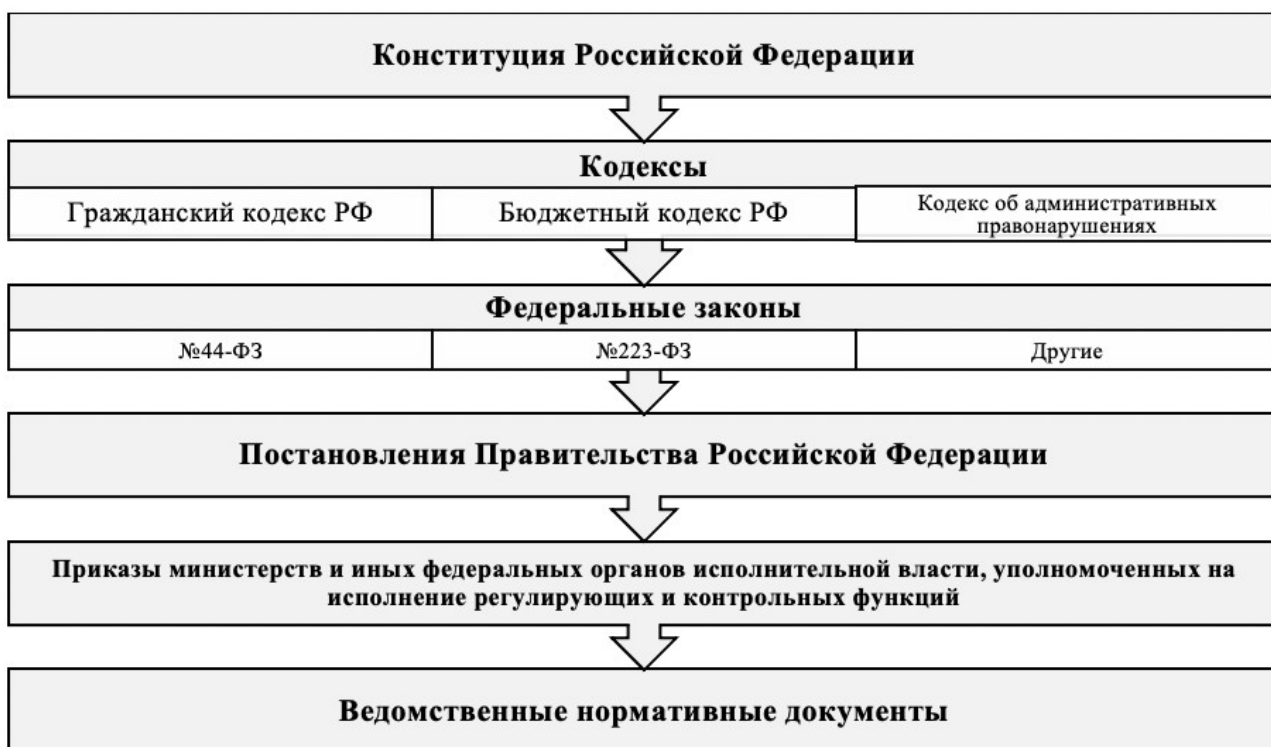 Конституция Российской Федерации
Кодексы
Гражданский кодекс РФ
Бюджетный кодекс РФ
Кодекс об административных
правонарушениях
Федеральные законы
№44-ФЗ
№223-ФЗ
Другие
Постановления Правительства Российской Федерации
Приказы министерств и иных федеральных органов исполнительной власти, уполномоченных на
исполнение регулирующих и контрольных функций
Ведомственные нормативные документы